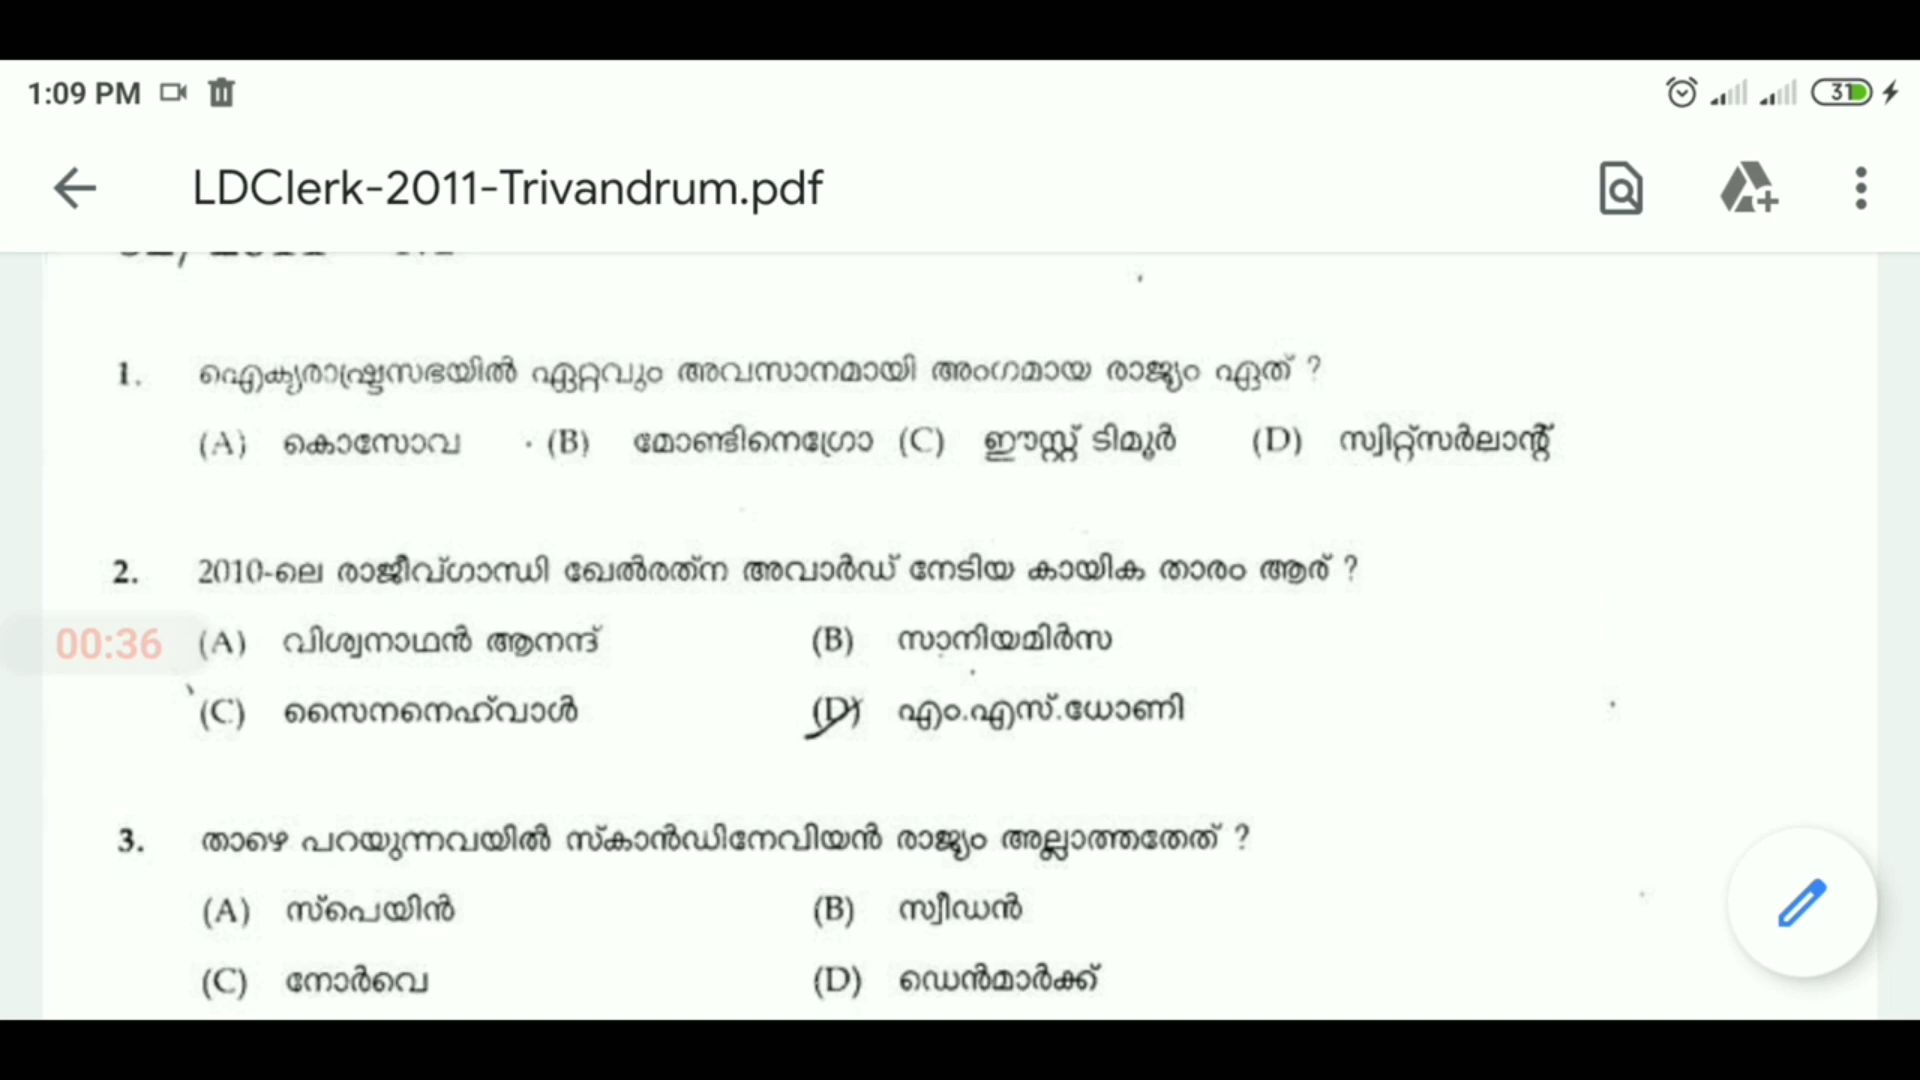 1:09 PM
31
LDClerk-2011-Trivandrum.pdf
1. ഐക്യരാഷ്ട്രസഭയിൽ ഏറ്റവും അവസാനമായി അംഗമായ രാജ്യം ഏത് ?
(A) കൊസോവ (B) മോണ്ടിനെഗ്രോ (C) ഈസ്റ്റ് ടിമൂർ (D) സ്വിറ്റ്സർലാന്റ്
2. 2010-ലെ രാജീവ്ഗാന്ധി ഖേൽരത്ന അവാർഡ് നേടിയ കായിക താരം ആര് ?
00:36
(A) വിശ്വനാഥൻ ആനന്ദ് (B) സാനിയമിർസ
(C) സൈനനെഹ്‌വാൾ (D) എം.എസ്.ധോണി
3. താഴെ പറയുന്നവയിൽ സ്കാൻഡിനേവിയൻ രാജ്യം അല്ലാത്തതേത് ?
(A) സ്പെയിൻ (B) സ്വീഡൻ
(C) നോർവെ (D) ഡെൻമാർക്ക്